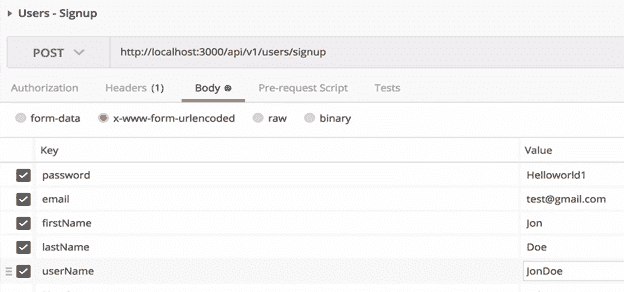 Users - Signup
POST http://localhost:3000/api/v1/users/signup
Authorization Headers (1) Body Pre-request Script Tests
form-data x-www-form-urlencoded raw binary
Key Value
password Helloworld1
email test@gmail.com
firstName Jon
lastName Doe
userName JonDoe